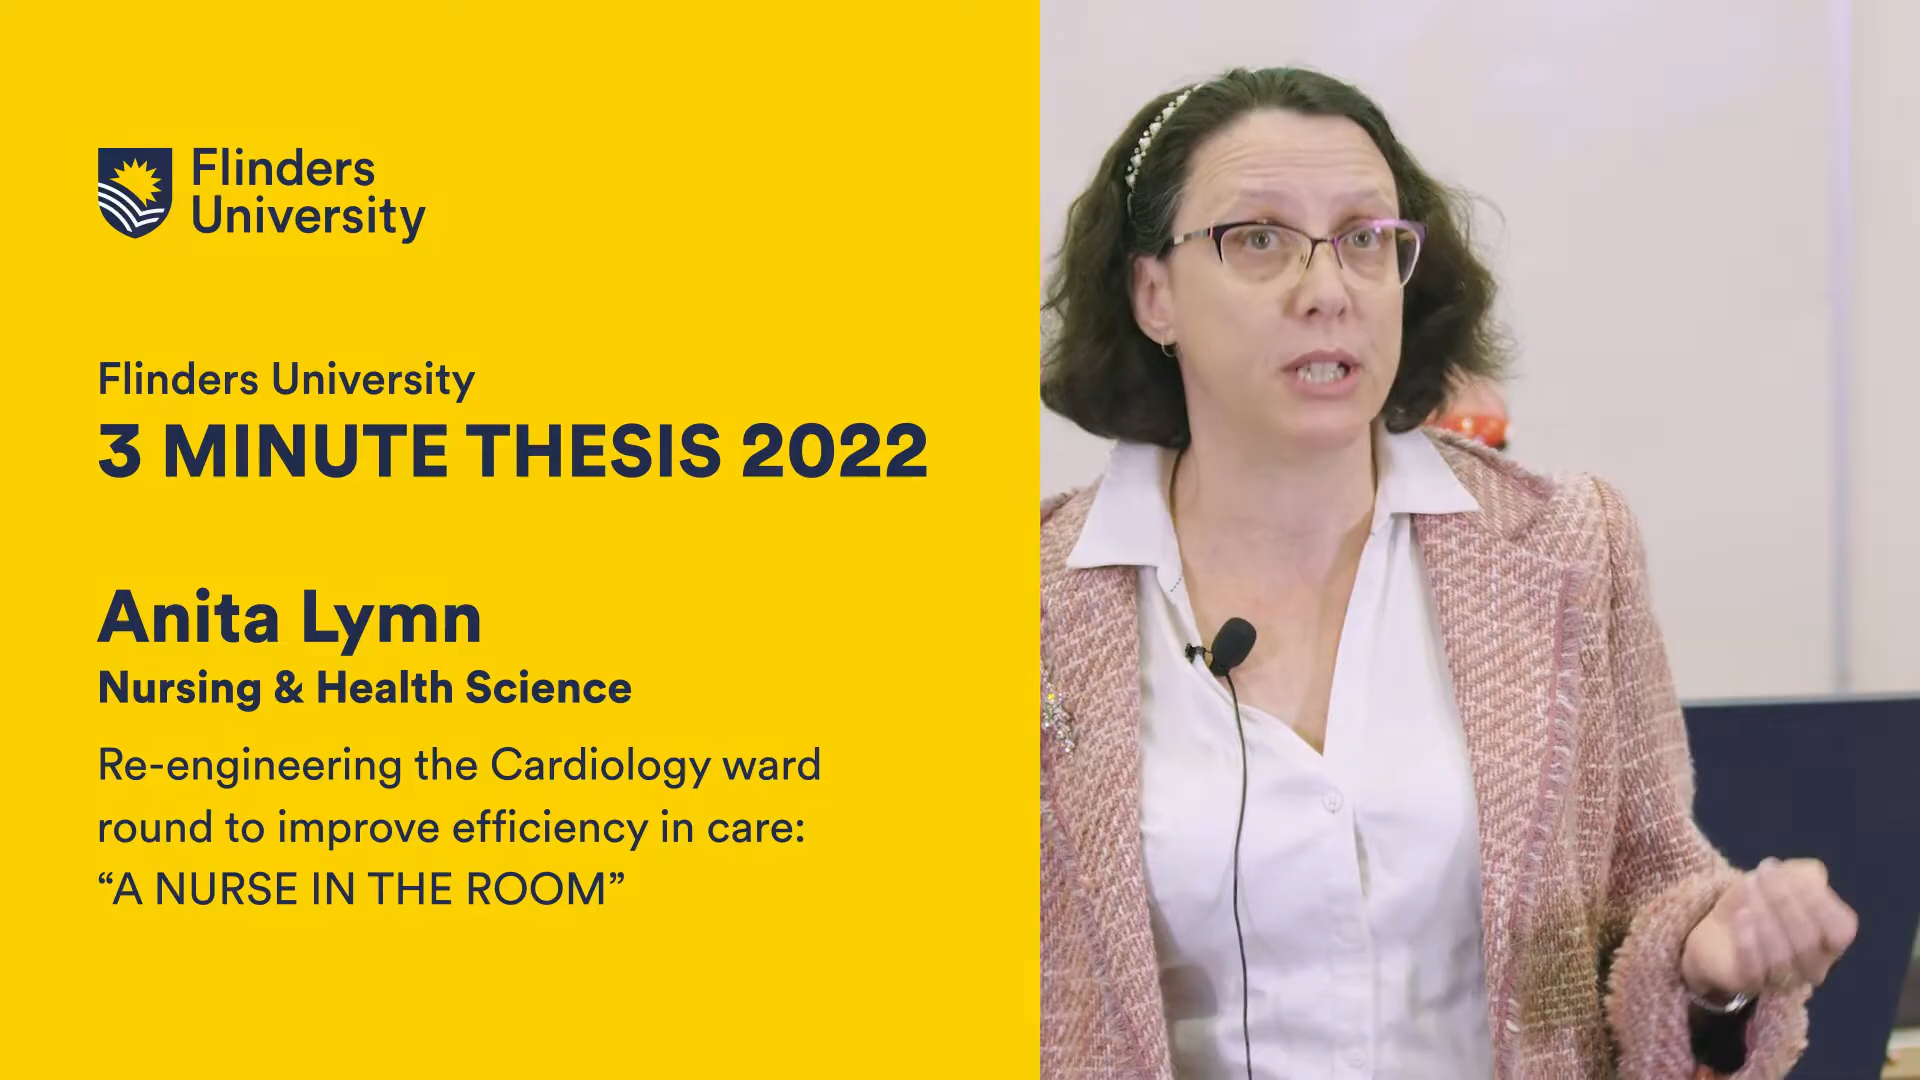 Flinders
University
Flinders University
3 MINUTE THESIS 2022
Anita Lymn
Nursing & Health Science
Re-engineering the Cardiology ward
round to improve efficiency in care:
“A NURSE IN THE ROOM”